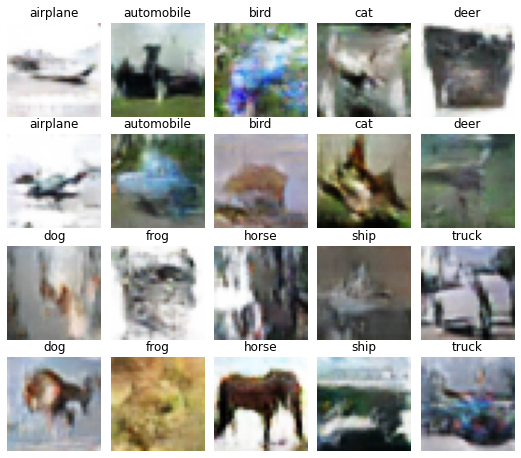 airplane automobile bird cat deer
airplane automobile bird cat deer
dog frog horse ship truck
dog frog horse ship truck